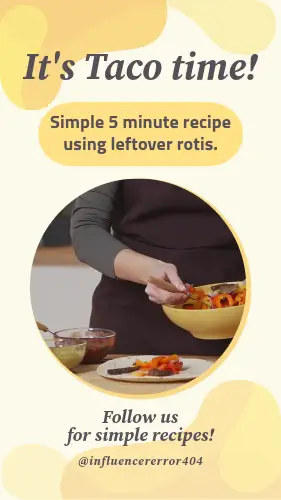 It's Taco time!
Simple 5 minute recipe
using leftover rotis.
Follow us
for simple recipes!
@influencererror404